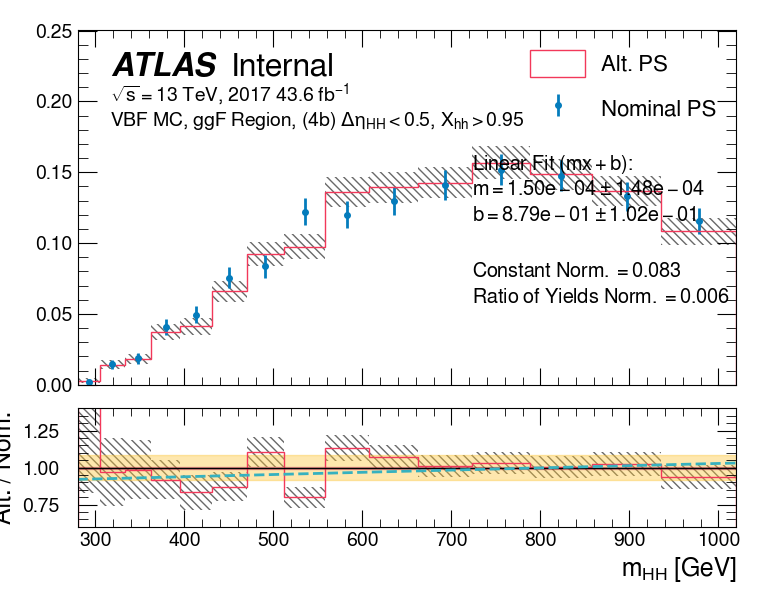 0.25
ATLAS Internal
Alt. PS
√s = 13 TeV, 2017 43.6 fb⁻¹
0.20
Nominal PS
VBF MC, ggF Region, (4b) Δη_HH < 0.5, X_hh > 0.95
0.15
Linear Fit (mx + b):
m = 1.50e − 04 ± 1.48e − 04
b = 8.79e − 01 ± 1.02e − 01
0.10
Constant Norm. = 0.083
Ratio of Yields Norm. = 0.006
0.05
0.00
Alt. / Nom.
1.25
1.00
0.75
300 400 500 600 700 800 900 1000
m_HH [GeV]